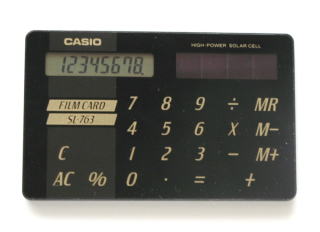 CASIO
HIGH-POWER SOLAR CELL
12345678.
FILM CARD
SL-763
7 8 9 ÷ MR
4 5 6 X M−
C 1 2 3 − M+
AC % 0 · = +